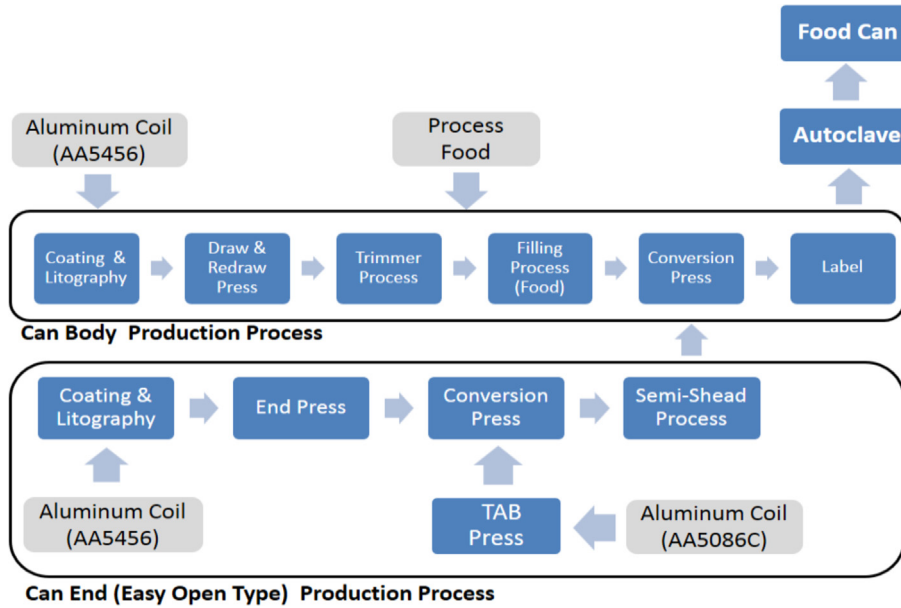 Food Can
Aluminum Coil
(AA5456)
Process
Food
Autoclave
Coating &
Litography
Draw &
Redraw
Press
Trimmer
Process
Filling
Process
(Food)
Conversion
Press
Label
Can Body Production Process
Coating &
Litography
End Press
Conversion
Press
Semi-Shead
Process
Aluminum Coil
(AA5456)
TAB
Press
Aluminum Coil
(AA5086C)
Can End (Easy Open Type) Production Process